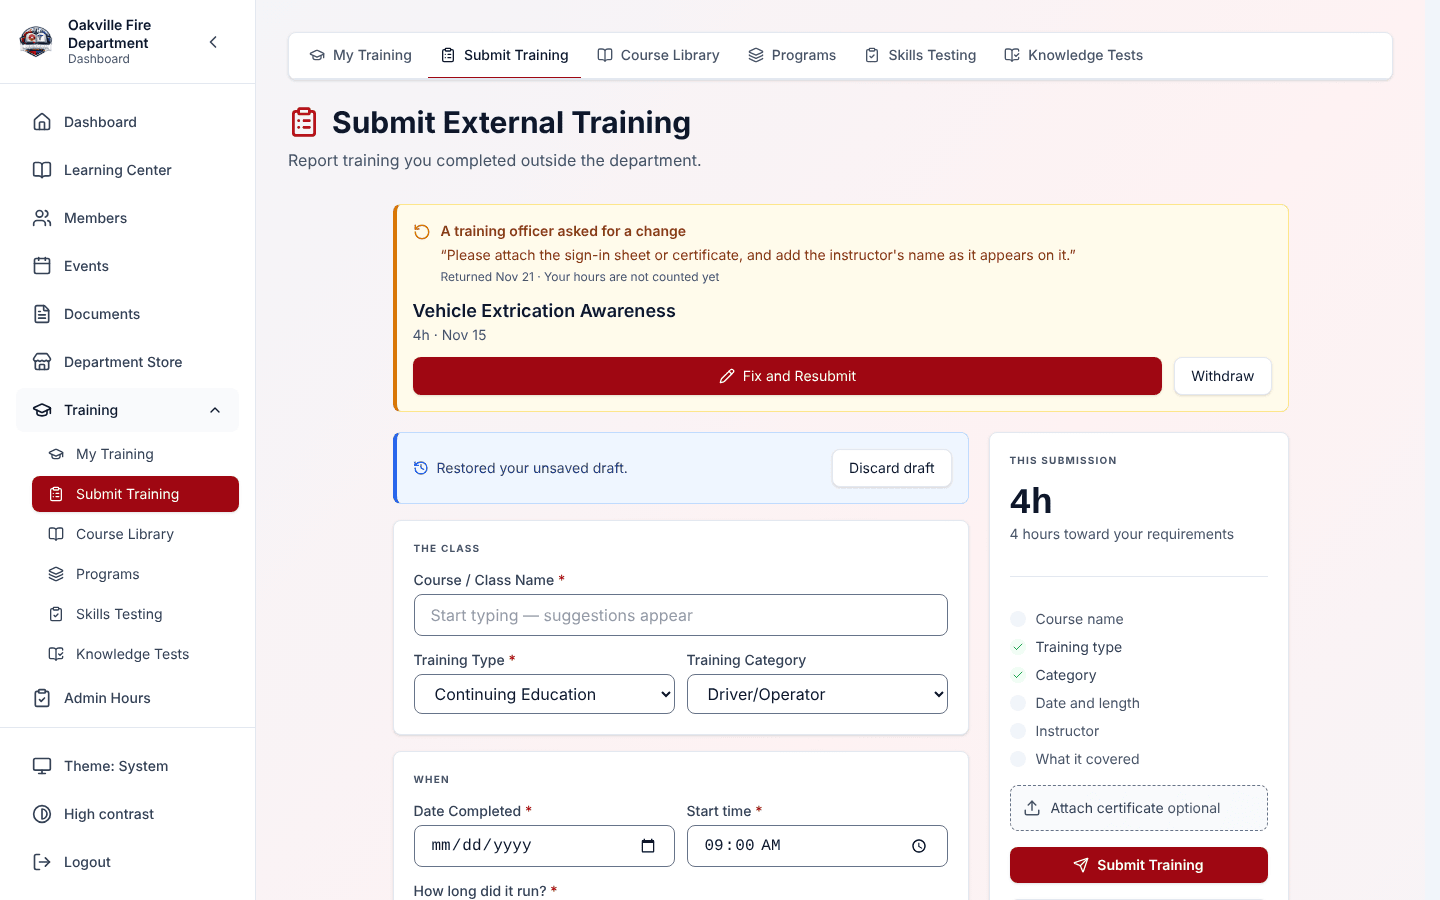 Oakville Fire
Department
Dashboard
Dashboard
Learning Center
Members
Events
Documents
Department Store
Training
My Training
Submit Training
Course Library
Programs
Skills Testing
Knowledge Tests
Admin Hours
Theme: System
High contrast
Logout
My Training
Submit Training
Course Library
Programs
Skills Testing
Knowledge Tests
Submit External Training
Report training you completed outside the department.
A training officer asked for a change
“Please attach the sign-in sheet or certificate, and add the instructor's name as it appears on it.”
Returned Nov 21 · Your hours are not counted yet
Vehicle Extrication Awareness
4h · Nov 15
Fix and Resubmit
Withdraw
Restored your unsaved draft.
Discard draft
THE CLASS
Course / Class Name *
Start typing — suggestions appear
Training Type *
Training Category
Continuing Education
Driver/Operator
WHEN
Date Completed *
Start time *
mm/dd/yyyy
09:00 AM
How long did it run? *
THIS SUBMISSION
4h
4 hours toward your requirements
Course name
Training type
Category
Date and length
Instructor
What it covered
Attach certificate optional
Submit Training